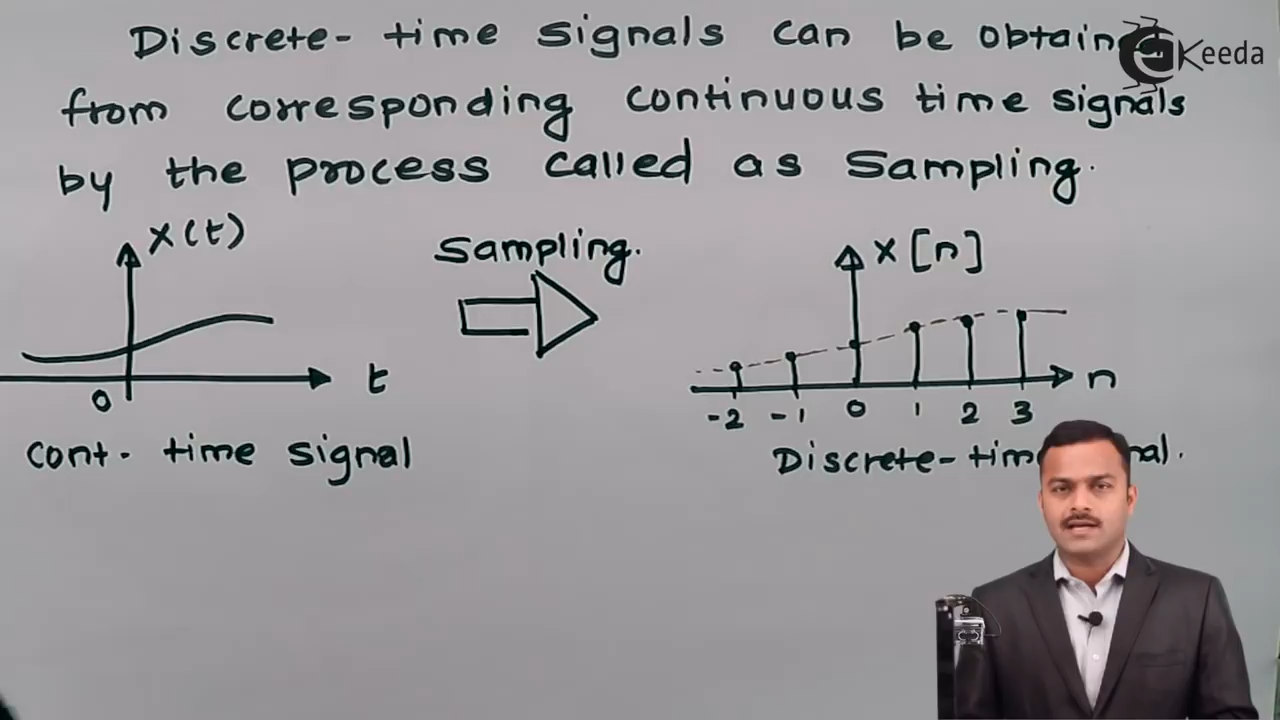 Discrete- time signals can be obtained
from corresponding continuous time signals
by the process called as Sampling.
x(t)
Sampling.
x[n]
0
t
-2 -1 0 1 2 3
n
Cont- time signal
Discrete-time
Keeda